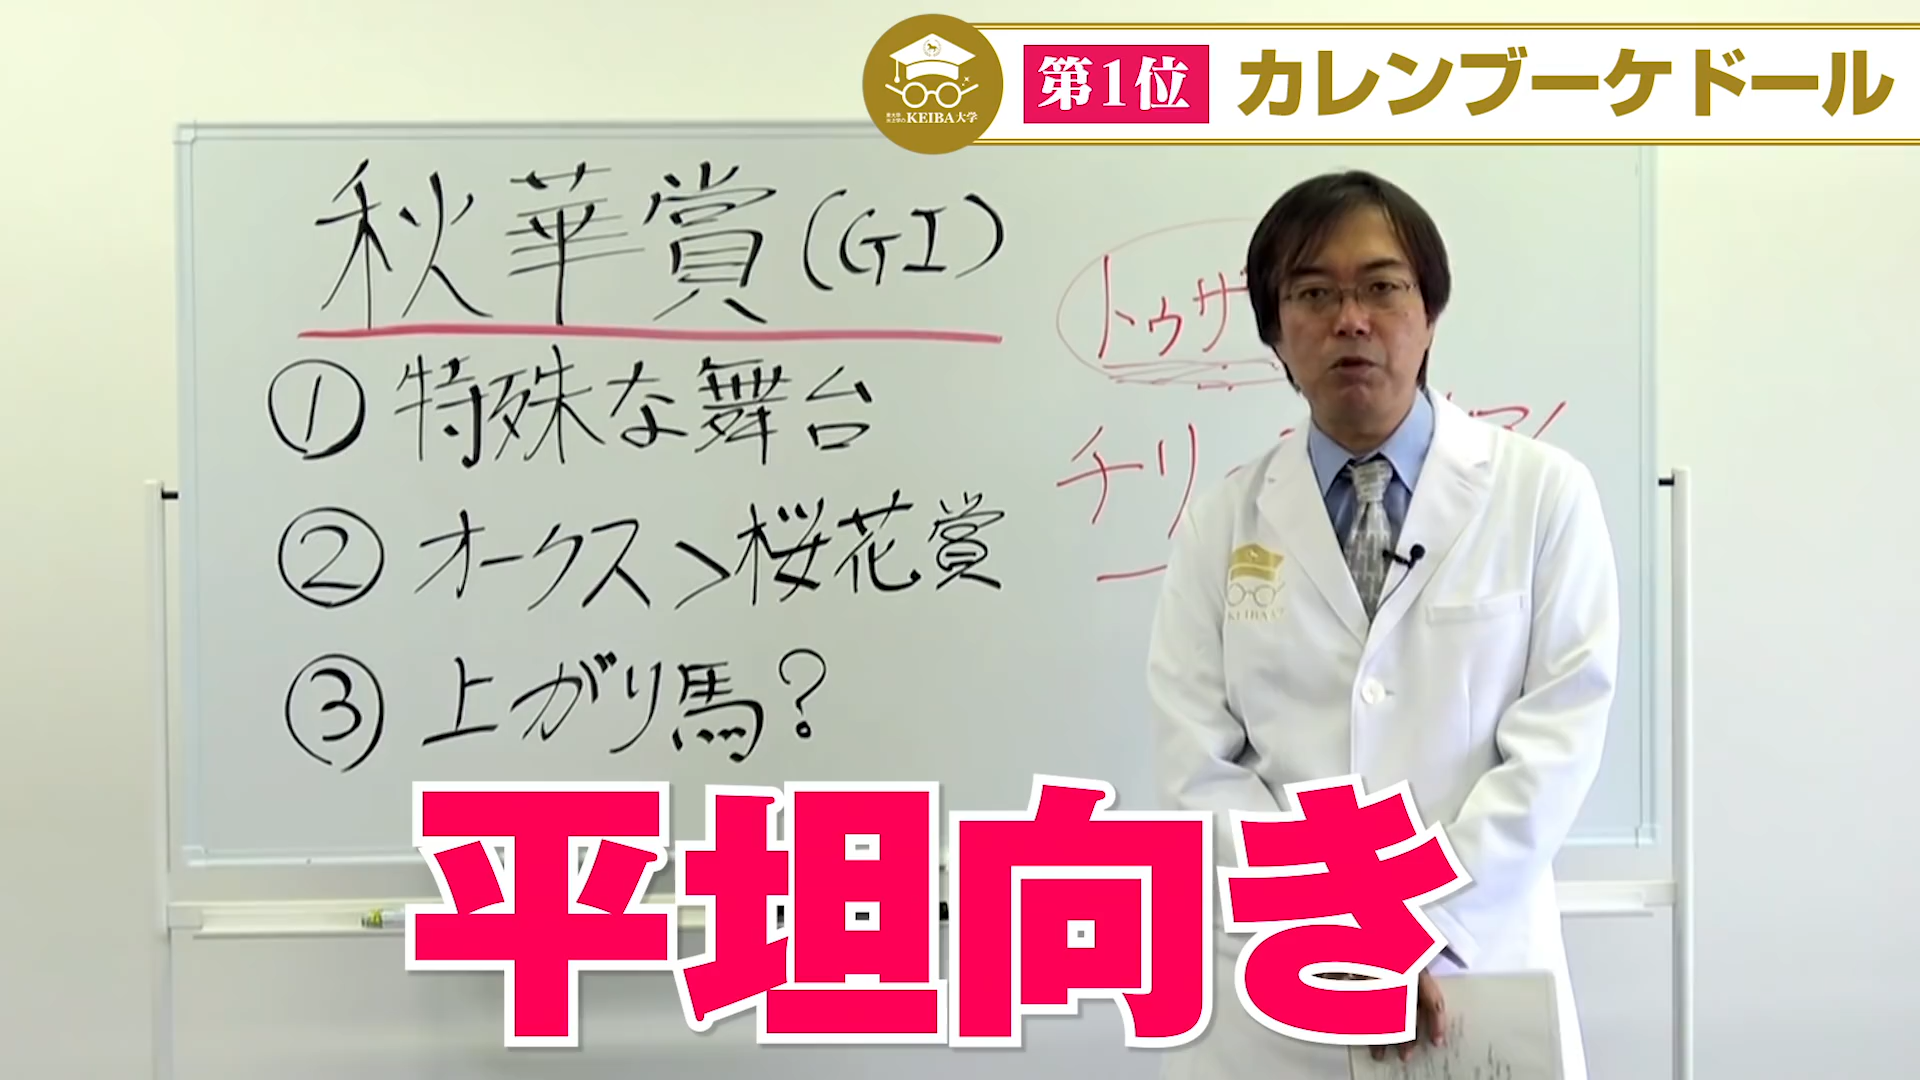 KEIBA大学
第1位
カレンブーケドール
秋華賞(GI)
①特殊な舞台
②オークス>桜花賞
③上がり馬?
トゥザ
チリ
KEIBA大学
平坦向き